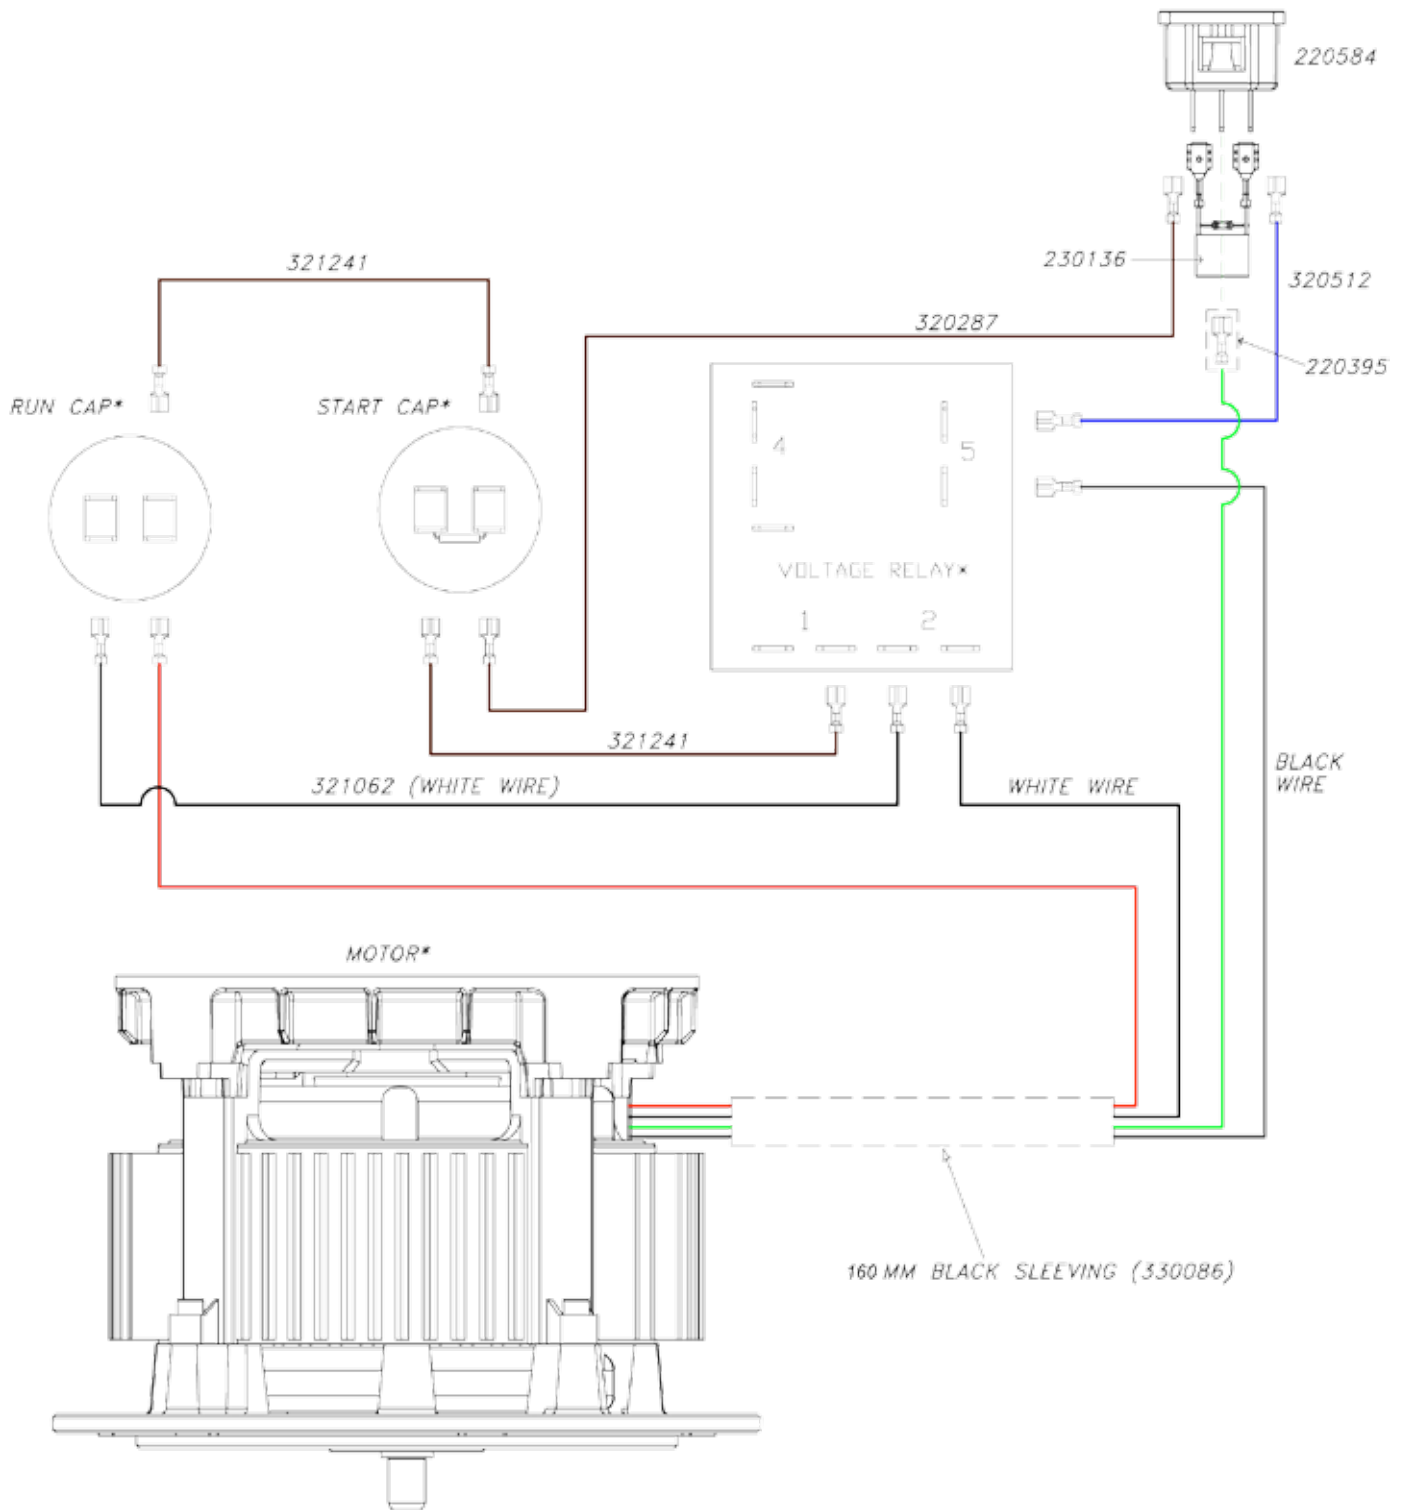 220584
321241
230136
320512
320287
220395
RUN CAP*
START CAP*
4
5
VOLTAGE RELAY*
1
2
321241
321062 (WHITE WIRE)
WHITE WIRE
BLACK
WIRE
MOTOR*
160 MM BLACK SLEEVING (330086)